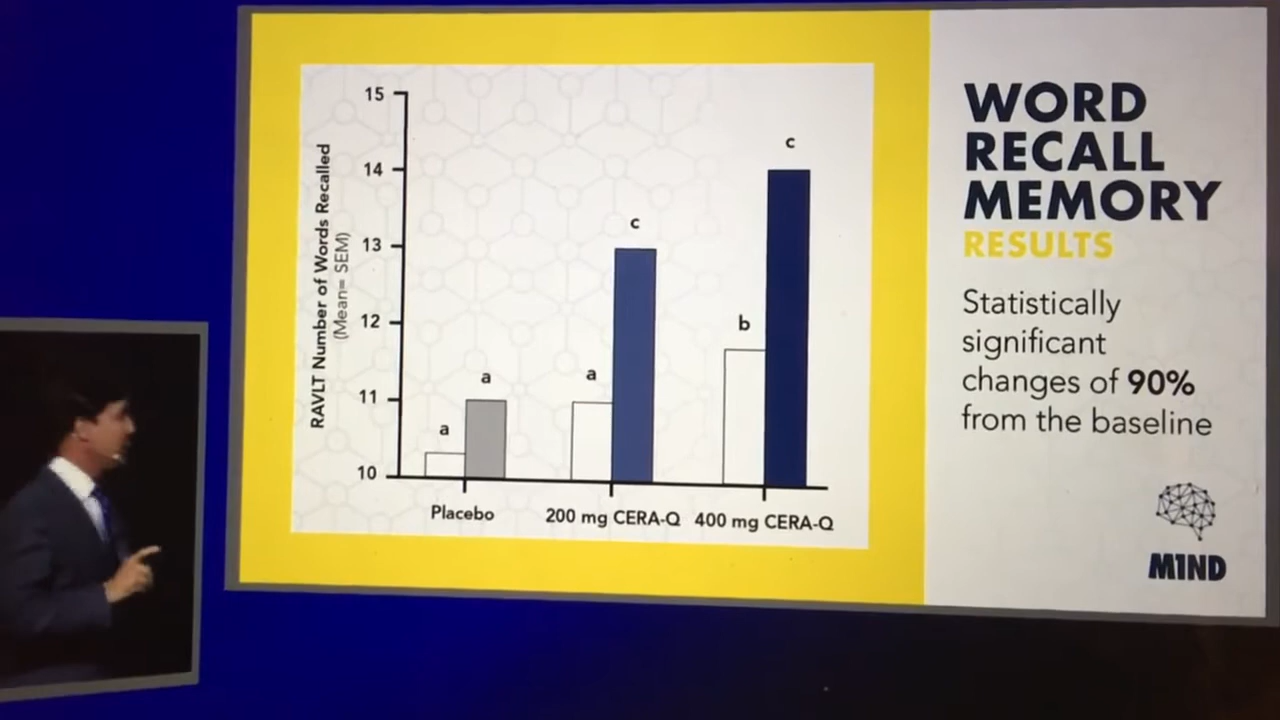 WORD
RECALL
MEMORY
RESULTS
Statistically
significant
changes of 90%
from the baseline
M1ND
RAVLT Number of Words Recalled
(Mean= SEM)
15
14
13
12
11
10
a
a
a
c
b
c
Placebo
200 mg CERA-Q
400 mg CERA-Q